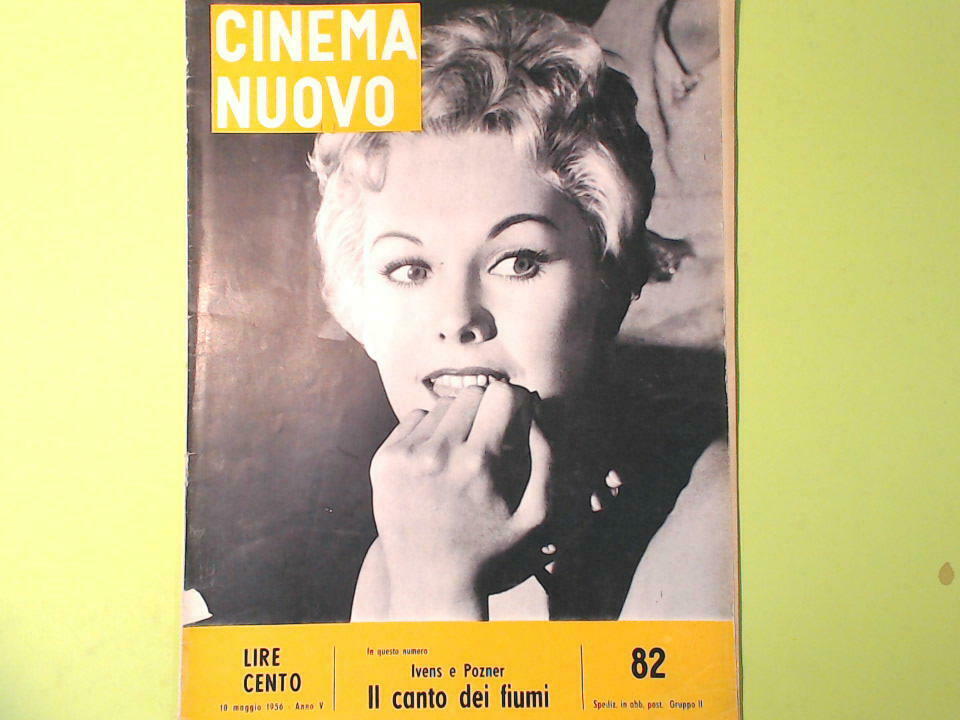 CINEMA
NUOVO
LIRE
CENTO
10 maggio 1956 - Anno V
In questo numero
Ivens e Pozner
Il canto dei fiumi
82
Spediz. in abb. post. Gruppo II